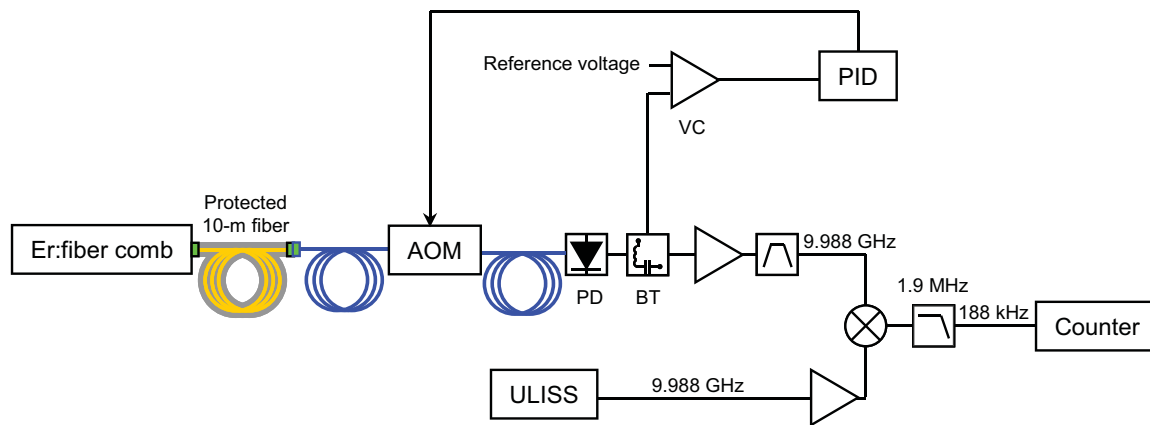 Reference voltage
PID
VC
Protected
10-m fiber
Er:fiber comb
AOM
9.988 GHz
PD
BT
1.9 MHz
188 kHz
Counter
ULISS
9.988 GHz